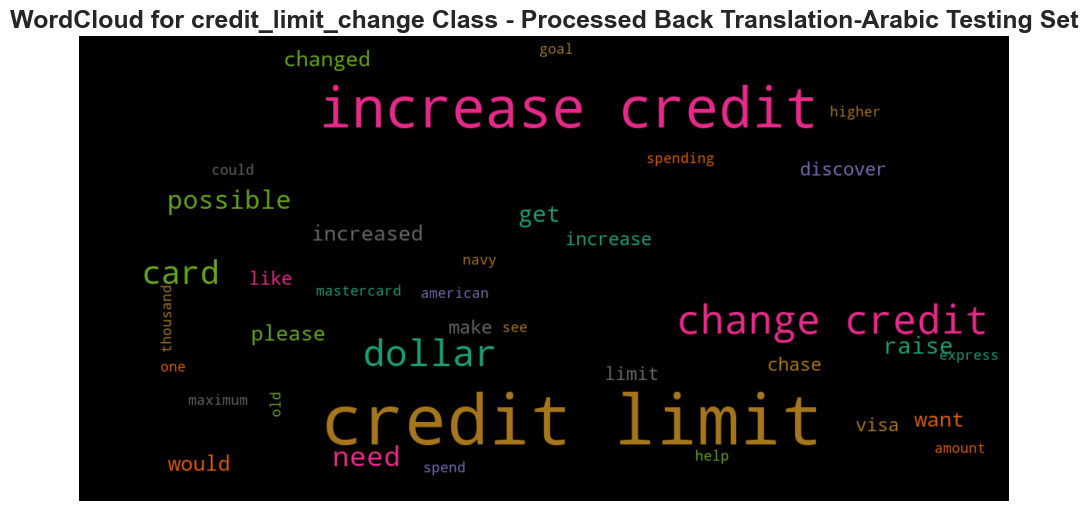 WordCloud for credit_limit_change Class - Processed Back Translation-Arabic Testing Set
goal
changed
increase credit
higher
spending
could
discover
possible
get
increased
increase
navy
card
like
mastercard
american
thousand
change credit
make
see
please
raise
dollar
express
one
chase
limit
maximum
old
credit limit
want
visa
amount
need
help
would
spend